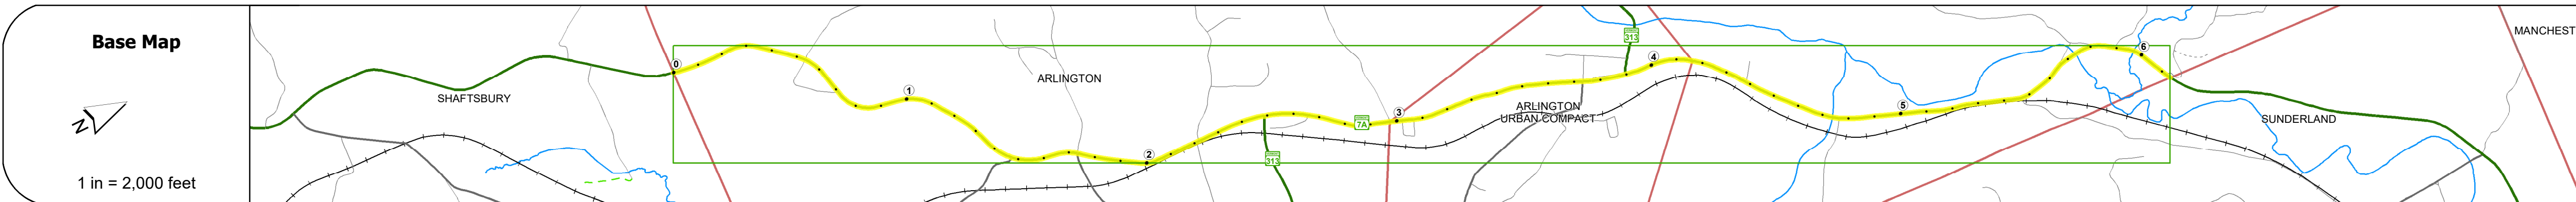 Base Map
N
1 in = 2,000 feet
SHAFTSBURY
0
1
ARLINGTON
2
313
7A
3
ARLINGTON
URBAN COMPACT
313
4
5
6
SUNDERLAND
MANCHEST